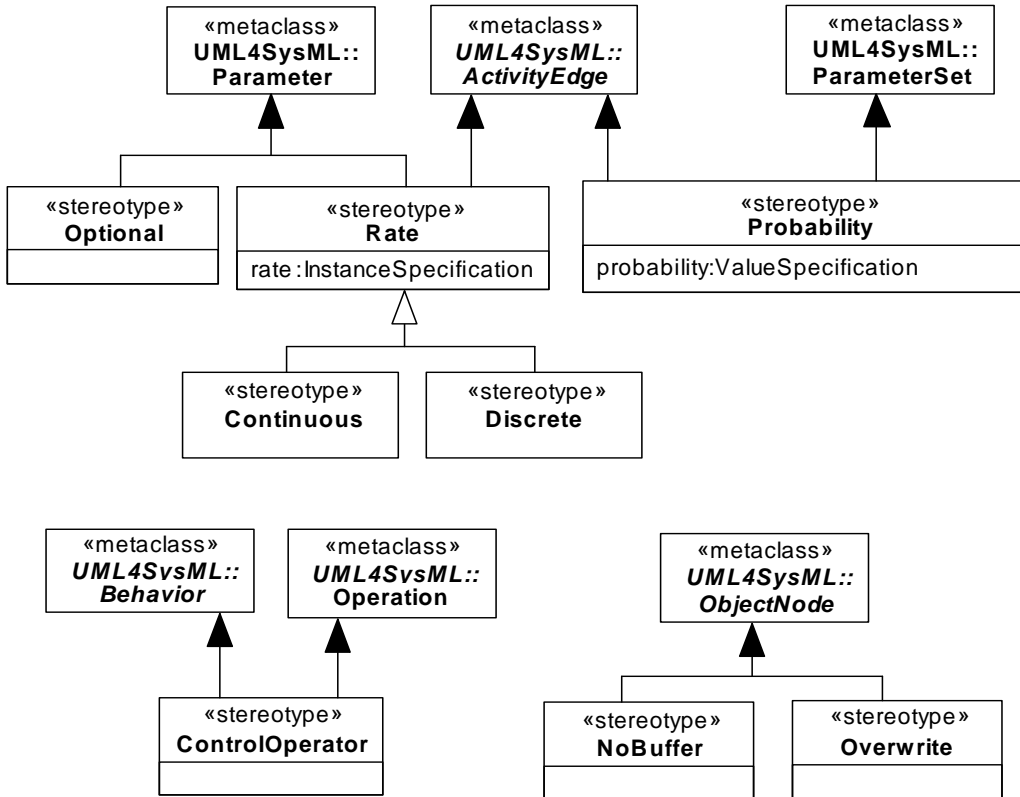 «metaclass»
UML4SysML::
Parameter
«metaclass»
UML4SysML::
ActivityEdge
«metaclass»
UML4SysML::
ParameterSet
«stereotype»
Optional
«stereotype»
Rate
rate:InstanceSpecification
«stereotype»
Probability
probability:ValueSpecification
«stereotype»
Continuous
«stereotype»
Discrete
«metaclass»
UML4SysML::
Behavior
«metaclass»
UML4SysML::
Operation
«metaclass»
UML4SysML::
ObjectNode
«stereotype»
ControlOperator
«stereotype»
NoBuffer
«stereotype»
Overwrite